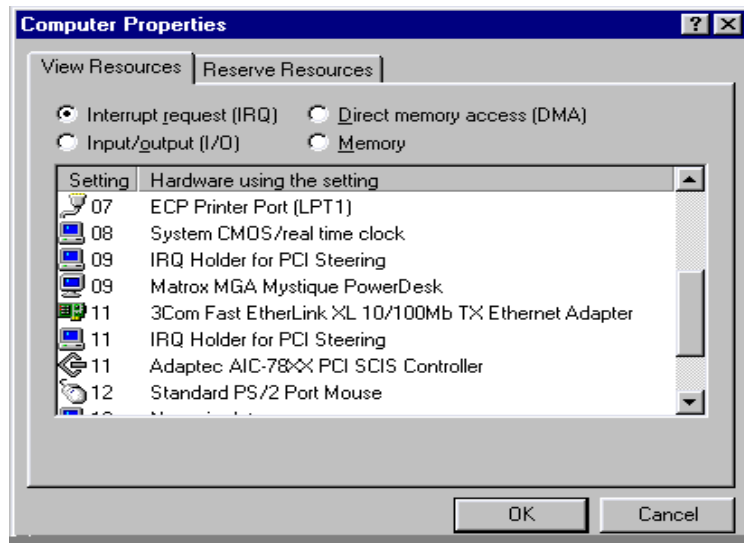 Computer Properties
View Resources Reserve Resources
Interrupt request (IRQ) Direct memory access (DMA)
Input/output (I/O) Memory
Setting Hardware using the setting
07 ECP Printer Port (LPT1)
08 System CMOS/real time clock
09 IRQ Holder for PCI Steering
09 Matrox MGA Mystique PowerDesk
11 3Com Fast EtherLink XL 10/100Mb TX Ethernet Adapter
11 IRQ Holder for PCI Steering
11 Adaptec AIC-78XX PCI SCIS Controller
12 Standard PS/2 Port Mouse
OK Cancel